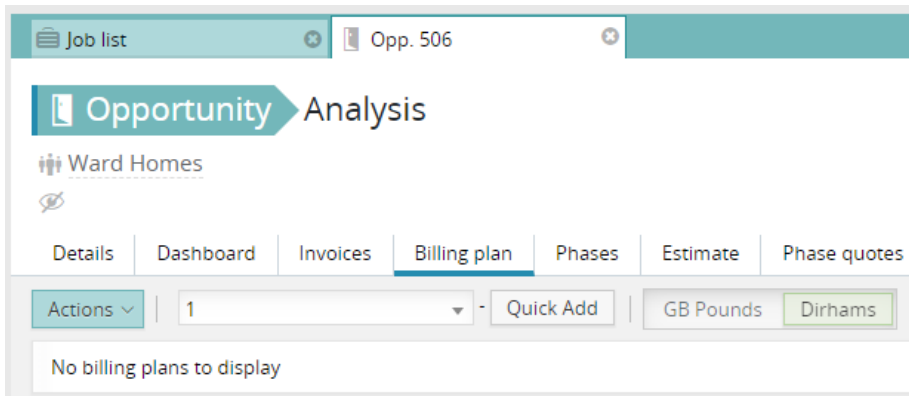 Job list Opp. 506
Opportunity Analysis
Ward Homes
Details Dashboard Invoices Billing plan Phases Estimate Phase quotes
Actions 1 - Quick Add GB Pounds Dirhams
No billing plans to display